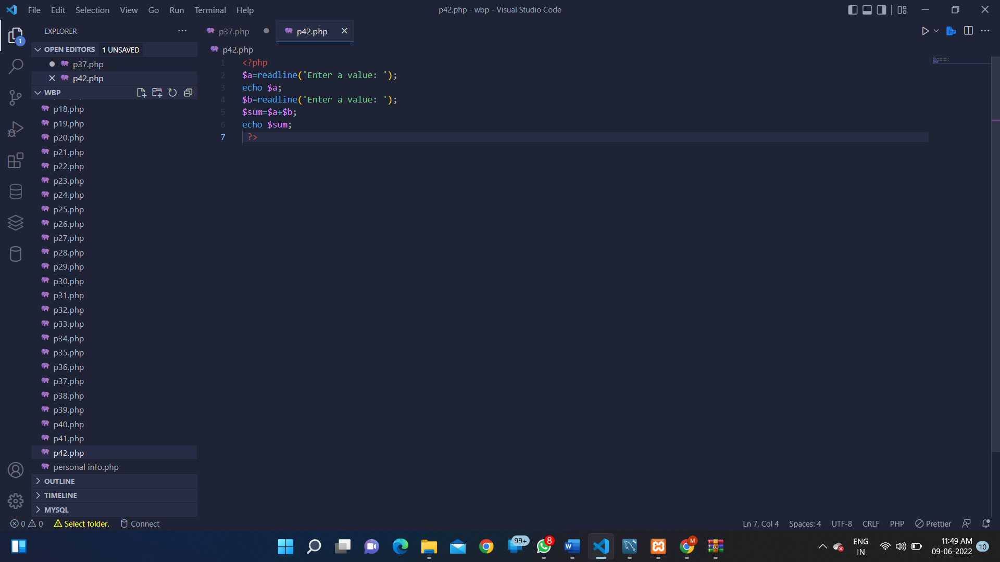 File Edit Selection View Go Run Terminal Help
p42.php - wbp - Visual Studio Code
EXPLORER
p37.php
p42.php
1
OPEN EDITORS 1 UNSAVED
p37.php
p42.php
WBP
p18.php
p19.php
p20.php
p21.php
p22.php
p23.php
p24.php
p25.php
p26.php
p27.php
p28.php
p29.php
p30.php
p31.php
p32.php
p33.php
p34.php
p35.php
p36.php
p37.php
p38.php
p39.php
p40.php
p41.php
p42.php
personal info.php
OUTLINE
TIMELINE
MYSQL
p42.php
1 <?php
2 $a=readline('Enter a value: ');
3 echo $a;
4 $b=readline('Enter a value: ');
5 $sum=$a+$b;
6 echo $sum;
7 ?>
0 0 Select folder. Connect
Ln 7, Col 4 Spaces: 4 UTF-8 CRLF PHP Prettier
99+
8
W
M
ENG
IN
11:49 AM
09-06-2022
10